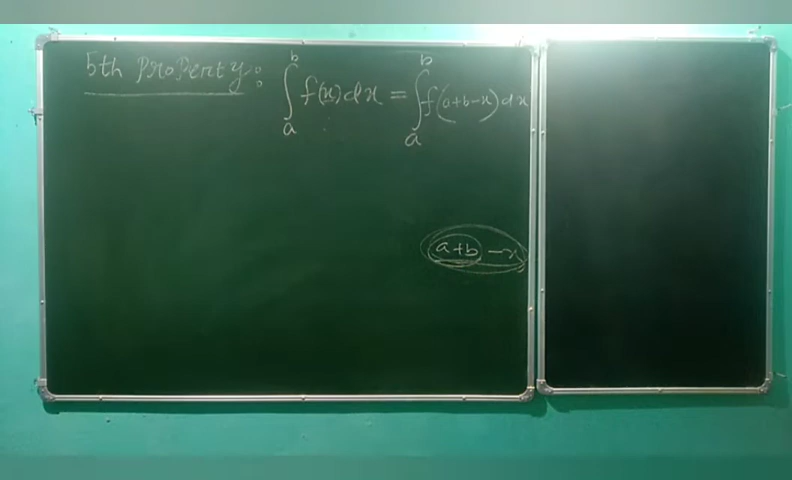 5th Property:
∫_a^b f(x) dx = ∫_a^b f(a+b-x) dx
a+b -x